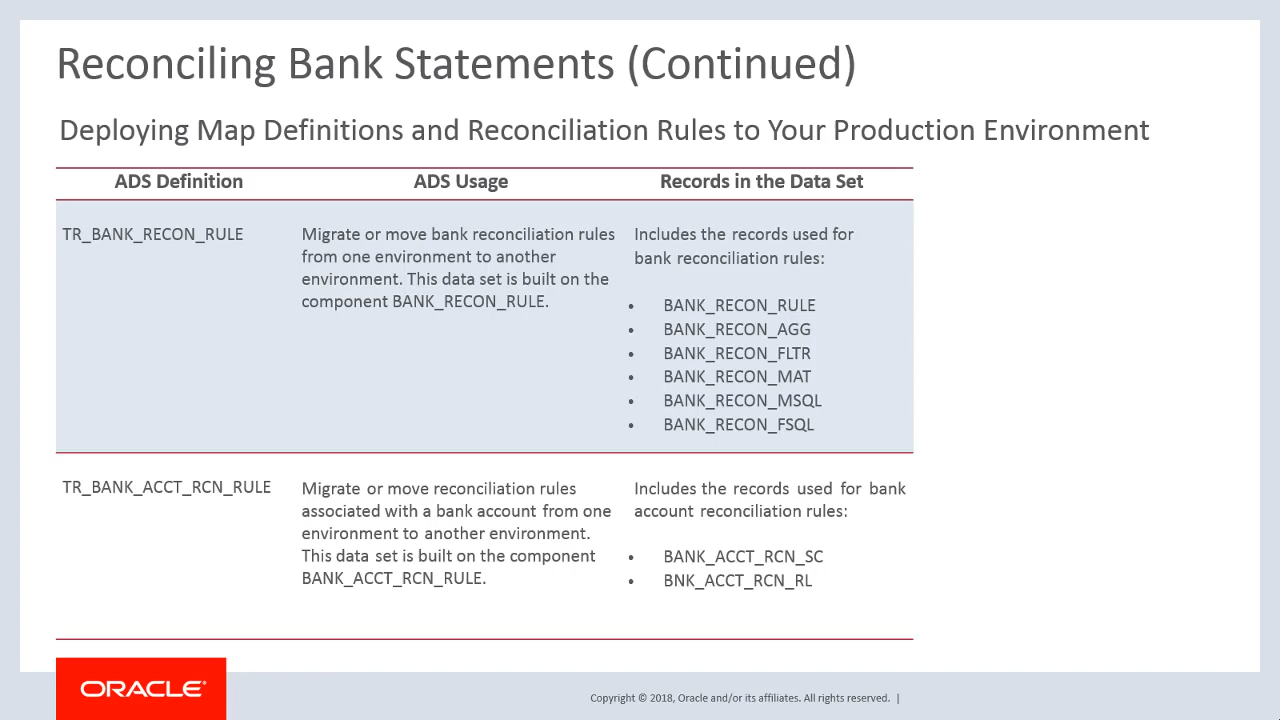 Reconciling Bank Statements (Continued)
Deploying Map Definitions and Reconciliation Rules to Your Production Environment
ADS Definition
ADS Usage
Records in the Data Set
TR_BANK_RECON_RULE
Migrate or move bank reconciliation rules
from one environment to another
environment. This data set is built on the
component BANK_RECON_RULE.
Includes the records used for
bank reconciliation rules:
• BANK_RECON_RULE
• BANK_RECON_AGG
• BANK_RECON_FLTR
• BANK_RECON_MAT
• BANK_RECON_MSQL
• BANK_RECON_FSQL
TR_BANK_ACCT_RCN_RULE
Migrate or move reconciliation rules
associated with a bank account from one
environment to another environment.
This data set is built on the component
BANK_ACCT_RCN_RULE.
Includes the records used for bank
account reconciliation rules:
• BANK_ACCT_RCN_SC
• BNK_ACCT_RCN_RL
ORACLE®
Copyright © 2018, Oracle and/or its affiliates. All rights reserved. |